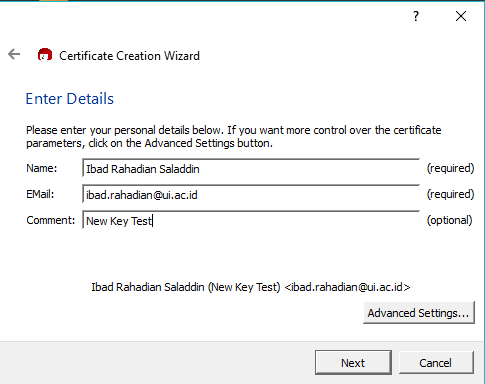 ?
Certificate Creation Wizard
Enter Details
Please enter your personal details below. If you want more control over the certificate
parameters, click on the Advanced Settings button.
Name: Ibad Rahadian Saladdin (required)
EMail: ibad.rahadian@ui.ac.id (required)
Comment: New Key Test (optional)
Ibad Rahadian Saladdin (New Key Test) <ibad.rahadian@ui.ac.id>
Advanced Settings...
Next Cancel